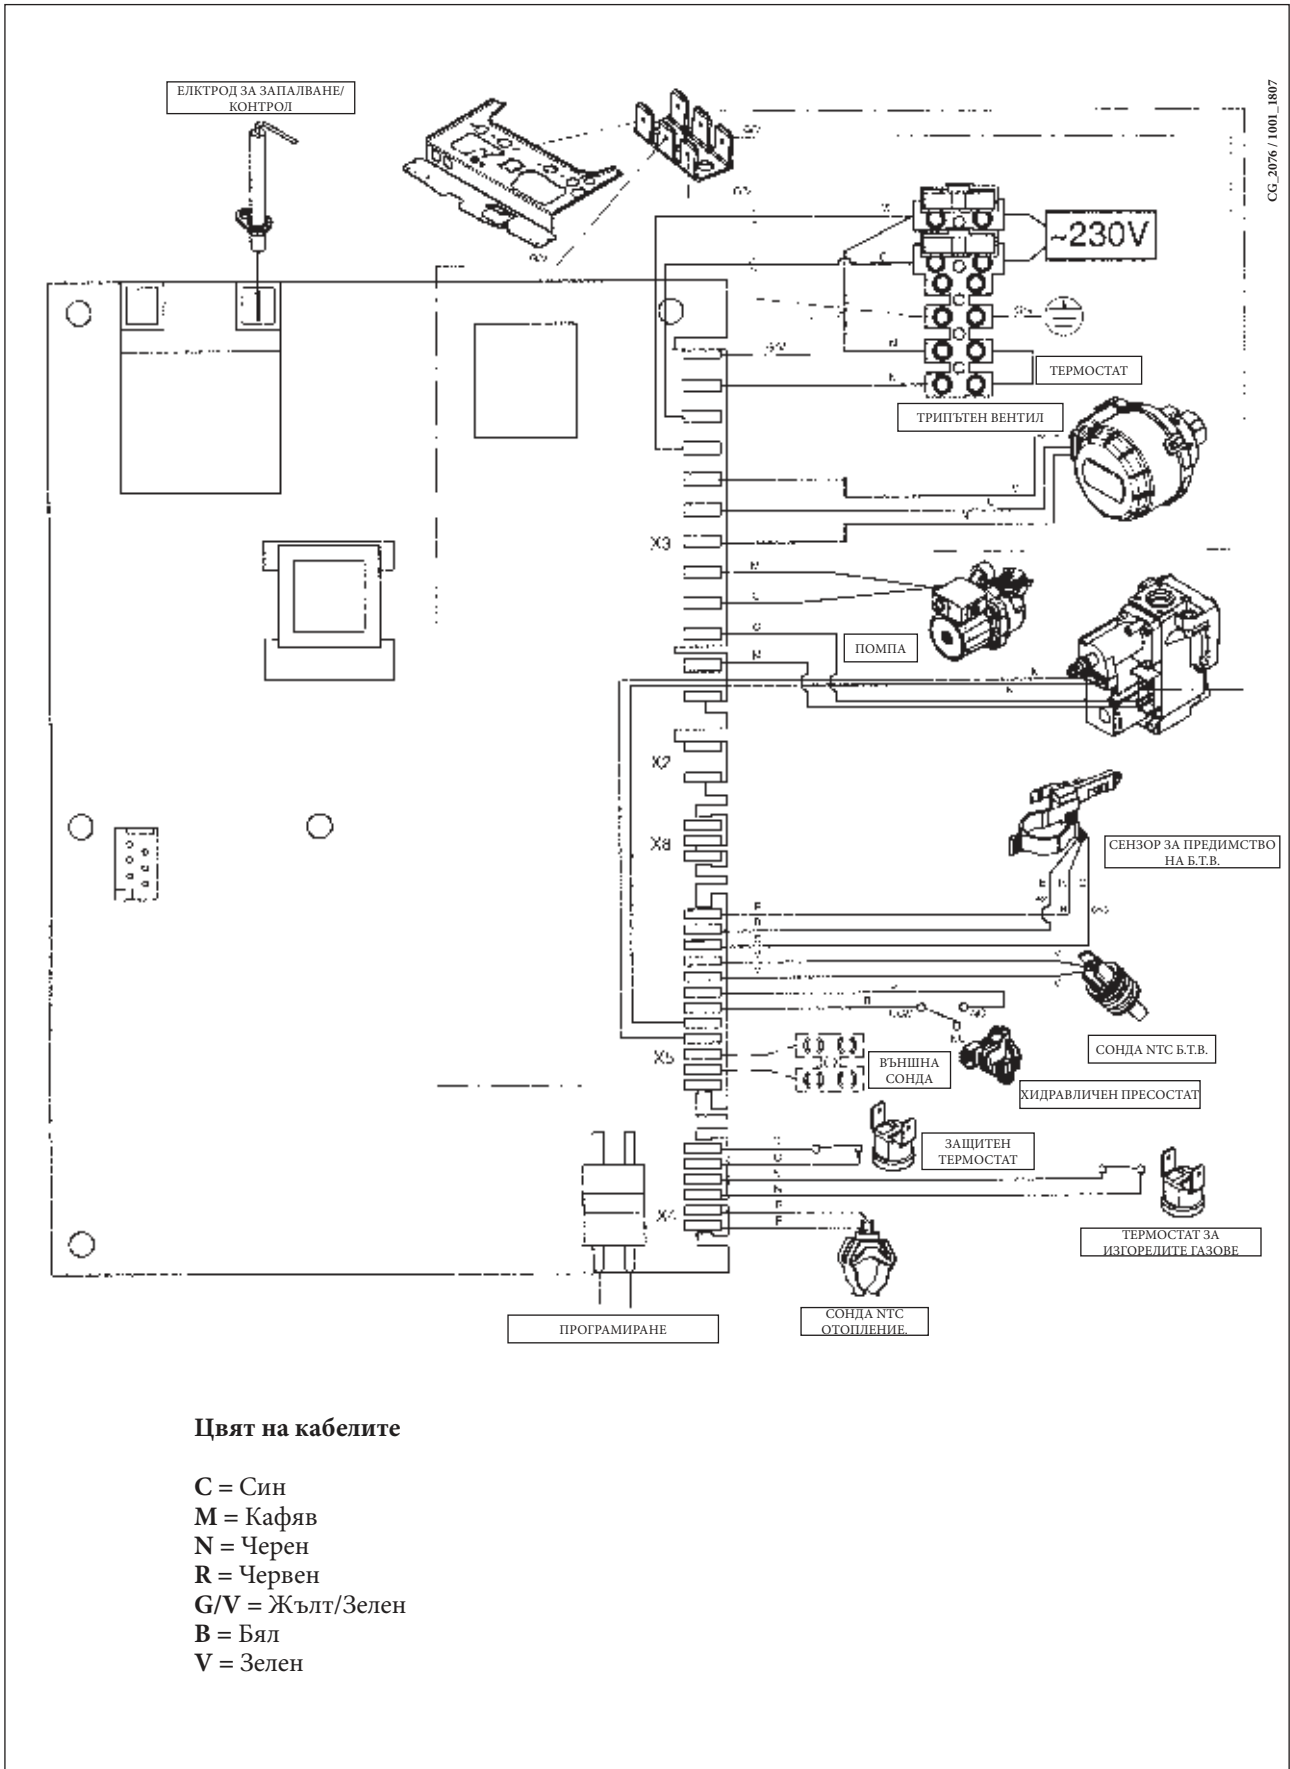 ЕЛКТРОД ЗА ЗАПАЛВАНЕ/
КОНТРОЛ
CG_2076 / 1001_1807
~230V
ТЕРМОСТАТ
ТРИПЪТЕН ВЕНТИЛ
X3
M
ПОМПА
X2
СЕНЗОР ЗА ПРЕДИМСТВО
НА Б.Т.В.
СОНДА NTC Б.Т.В.
X5
ВЪНШНА
СОНДА
ХИДРАВЛИЧЕН ПРЕСОСТАТ
ЗАЩИТЕН
ТЕРМОСТАТ
X4
ТЕРМОСТАТ ЗА
ИЗГОРЕЛИТЕ ГАЗОВЕ
СОНДА NTC
ОТОПЛЕНИЕ.
ПРОГРАМИРАНЕ
Цвят на кабелите
C = Син
M = Кафяв
N = Черен
R = Червен
G/V = Жълт/Зелен
B = Бял
V = Зелен